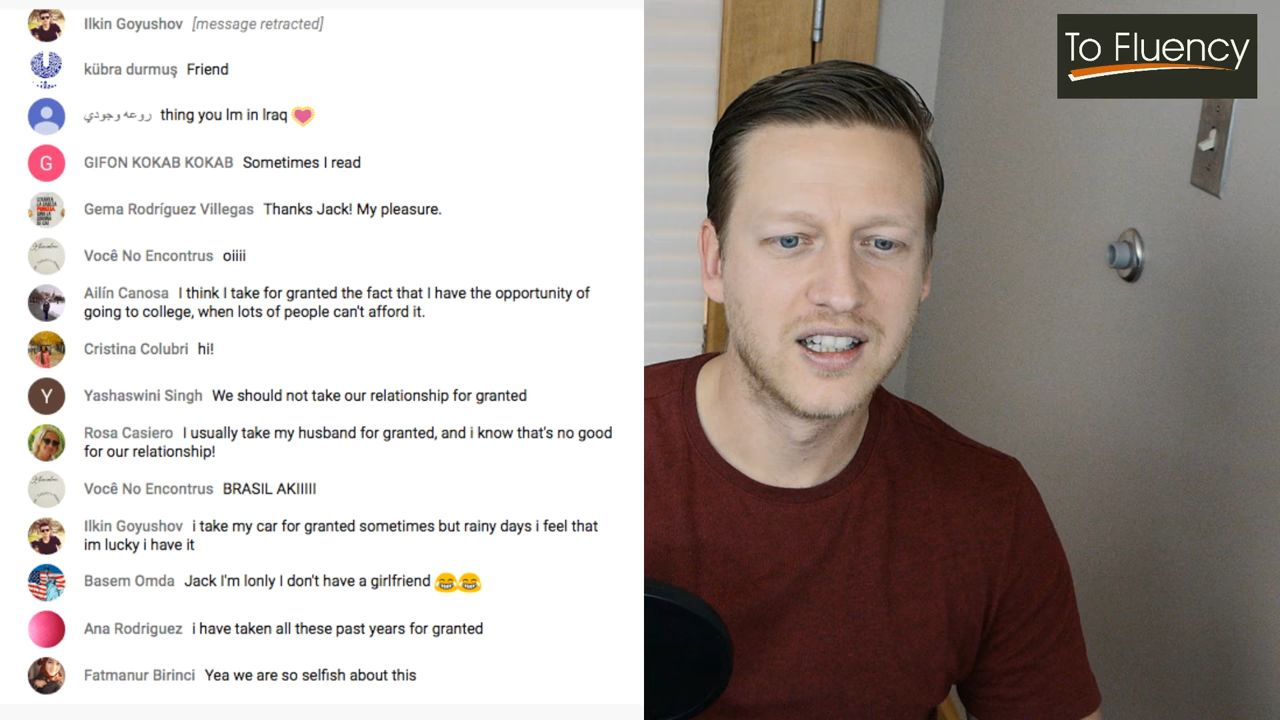 Ilkin Goyushov [message retracted]
kübra durmuş Friend
روعه وجودي thing you Im in Iraq
G GIFON KOKAB KOKAB Sometimes I read
Gema Rodríguez Villegas Thanks Jack! My pleasure.
Você No Encontrus oiiii
Ailín Canosa I think I take for granted the fact that I have the opportunity of
going to college, when lots of people can't afford it.
Cristina Colubri hi!
Y Yashaswini Singh We should not take our relationship for granted
Rosa Casiero I usually take my husband for granted, and i know that's no good
for our relationship!
Você No Encontrus BRASIL AKIIIII
Ilkin Goyushov i take my car for granted sometimes but rainy days i feel that
im lucky i have it
Basem Omda Jack I'm lonly I don't have a girlfriend 😂😂
Ana Rodriguez i have taken all these past years for granted
Fatmanur Birinci Yea we are so selfish about this
To Fluency